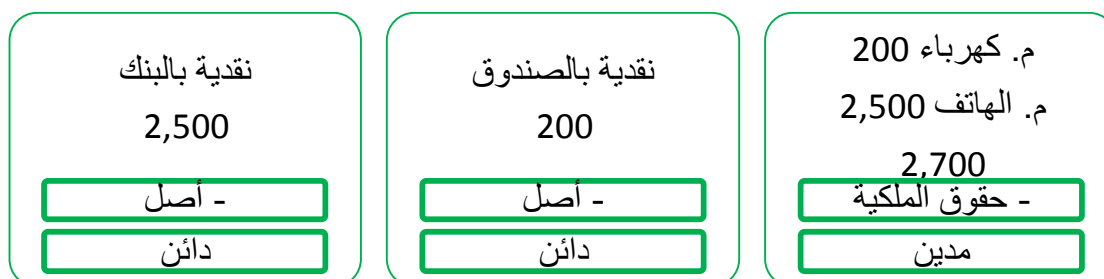 م. كهرباء 200
م. الهاتف 2,500
2,700
- حقوق الملكية
مدين
نقدية بالصندوق
200
- أصل
دائن
نقدية بالبنك
2,500
- أصل
دائن